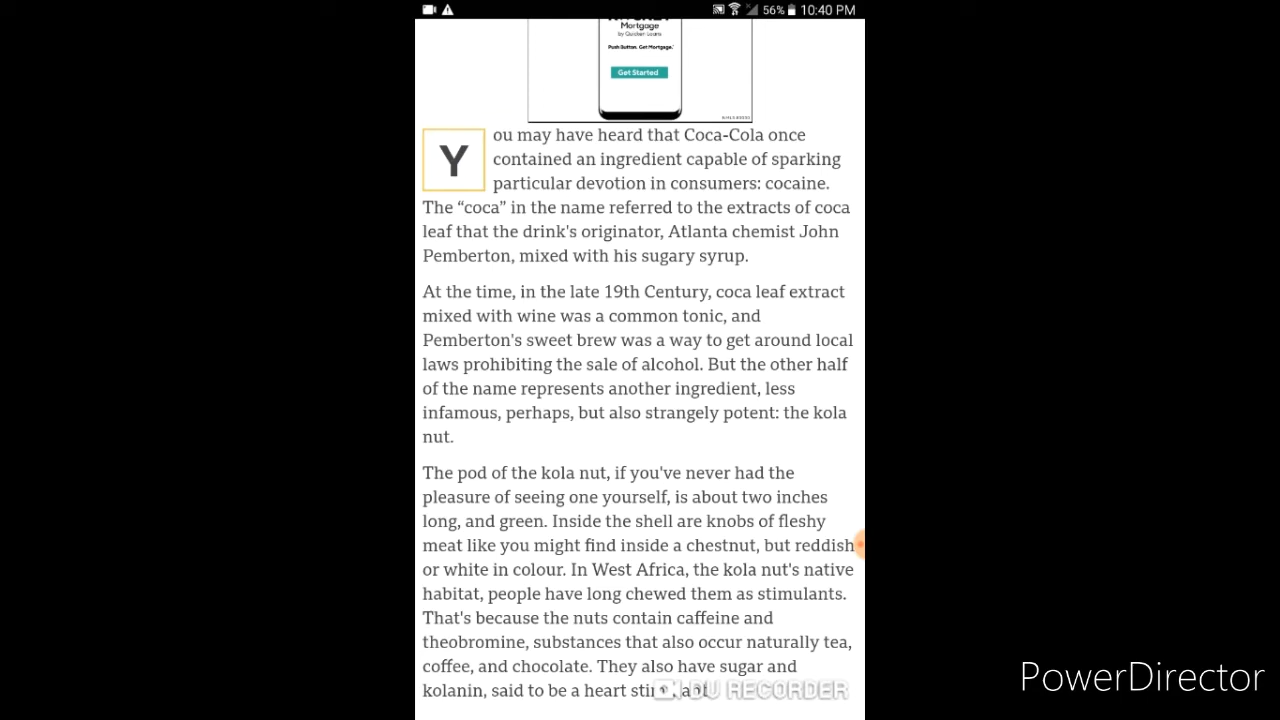 56% 10:40 PM
Mortgage
by Quicken Loans
Push Button. Get Mortgage.
Get Started
You may have heard that Coca-Cola once
contained an ingredient capable of sparking
particular devotion in consumers: cocaine.
The “coca” in the name referred to the extracts of coca
leaf that the drink's originator, Atlanta chemist John
Pemberton, mixed with his sugary syrup.
At the time, in the late 19th Century, coca leaf extract
mixed with wine was a common tonic, and
Pemberton's sweet brew was a way to get around local
laws prohibiting the sale of alcohol. But the other half
of the name represents another ingredient, less
infamous, perhaps, but also strangely potent: the kola
nut.
The pod of the kola nut, if you've never had the
pleasure of seeing one yourself, is about two inches
long, and green. Inside the shell are knobs of fleshy
meat like you might find inside a chestnut, but reddish
or white in colour. In West Africa, the kola nut's native
habitat, people have long chewed them as stimulants.
That's because the nuts contain caffeine and
theobromine, substances that also occur naturally tea,
coffee, and chocolate. They also have sugar and
kolanin, said to be a heart
DU RECORDER
PowerDirector